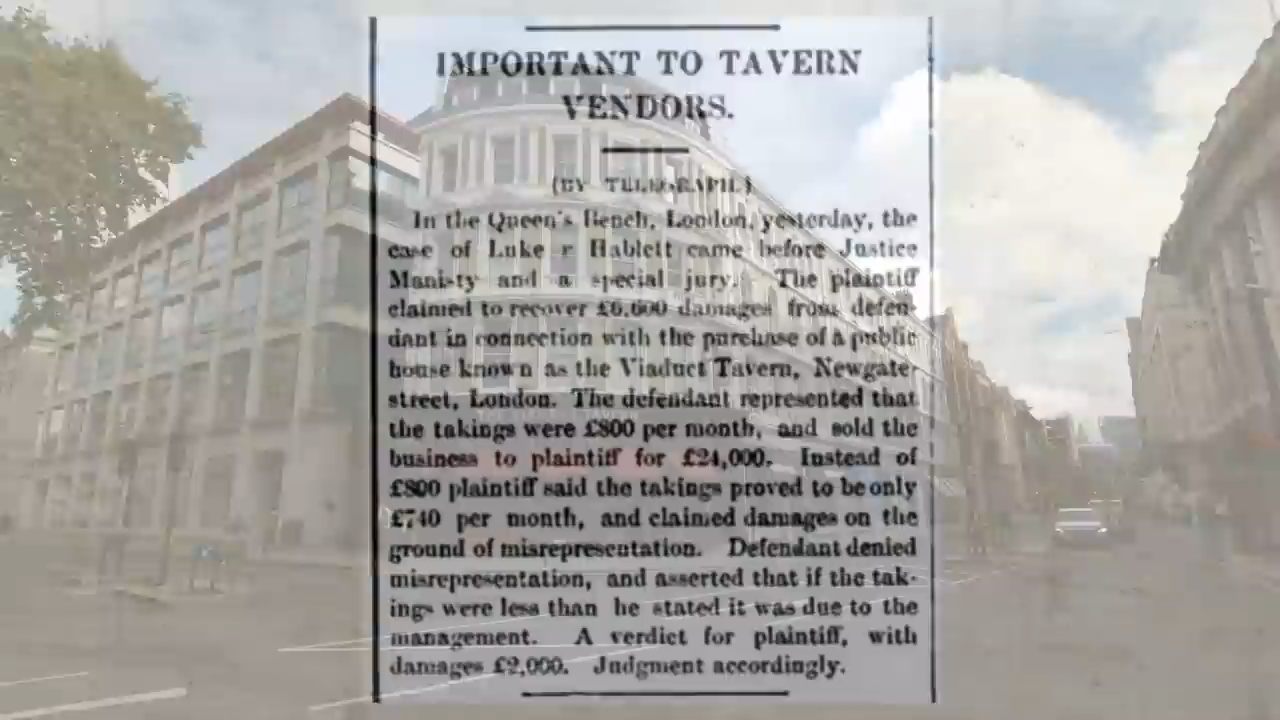 IMPORTANT TO TAVERN
VENDORS.
(BY TELEGRAPH.)
In the Queen's Bench, London, yesterday, the
case of Luke v Hablett came before Justice
Manisty and a special jury. The plaintiff
claimed to recover £6,600 damages from defen-
dant in connection with the purchase of a public
house known as the Viaduct Tavern, Newgate-
street, London. The defendant represented that
the takings were £800 per month, and sold the
business to plaintiff for £24,000. Instead of
£800 plaintiff said the takings proved to be only
£740 per month, and claimed damages on the
ground of misrepresentation. Defendant denied
misrepresentation, and asserted that if the tak-
ings were less than he stated it was due to the
management. A verdict for plaintiff, with
damages £2,000. Judgment accordingly.